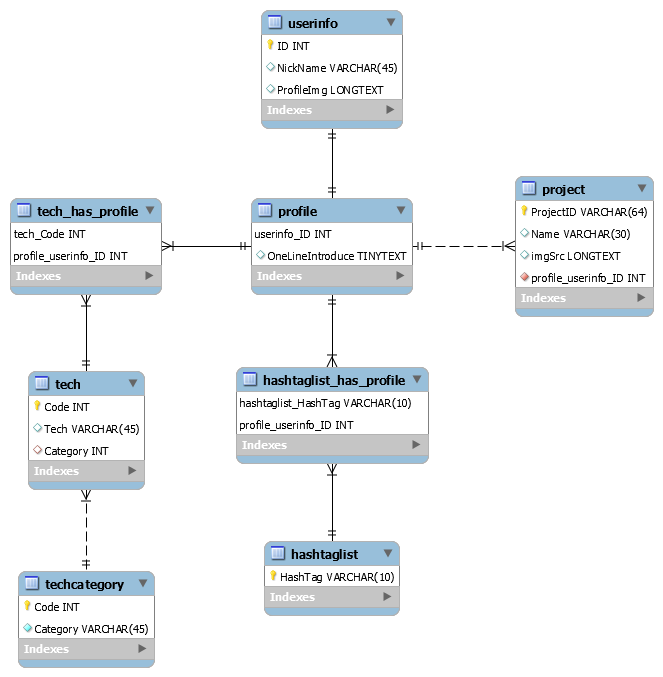 userinfo
ID INT
NickName VARCHAR(45)
ProfileImg LONGTEXT
Indexes
tech_has_profile
tech_Code INT
profile_userinfo_ID INT
Indexes
profile
userinfo_ID INT
OneLineIntroduce TINYTEXT
Indexes
project
ProjectID VARCHAR(64)
Name VARCHAR(30)
imgSrc LONGTEXT
profile_userinfo_ID INT
Indexes
tech
Code INT
Tech VARCHAR(45)
Category INT
Indexes
hashtaglist_has_profile
hashtaglist_HashTag VARCHAR(10)
profile_userinfo_ID INT
Indexes
techcategory
Code INT
Category VARCHAR(45)
Indexes
hashtaglist
HashTag VARCHAR(10)
Indexes